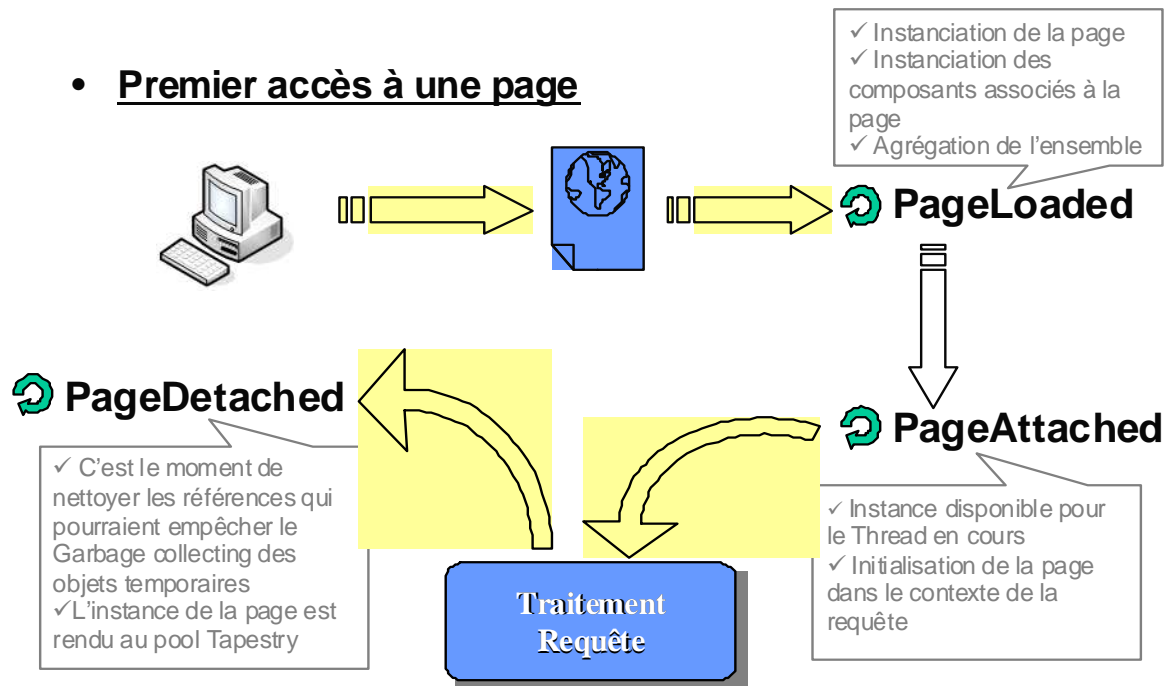 • Premier accès à une page
✓ Instanciation de la page
✓ Instanciation des
composants associés à la
page
✓ Agrégation de l'ensemble
PageLoaded
PageDetached
PageAttached
✓ C'est le moment de
nettoyer les références qui
pourraient empêcher le
Garbage collecting des
objets temporaires
✓L'instance de la page est
rendu au pool Tapestry
✓ Instance disponible pour
le Thread en cours
✓ Initialisation de la page
dans le contexte de la
requête
Traitement
Requête